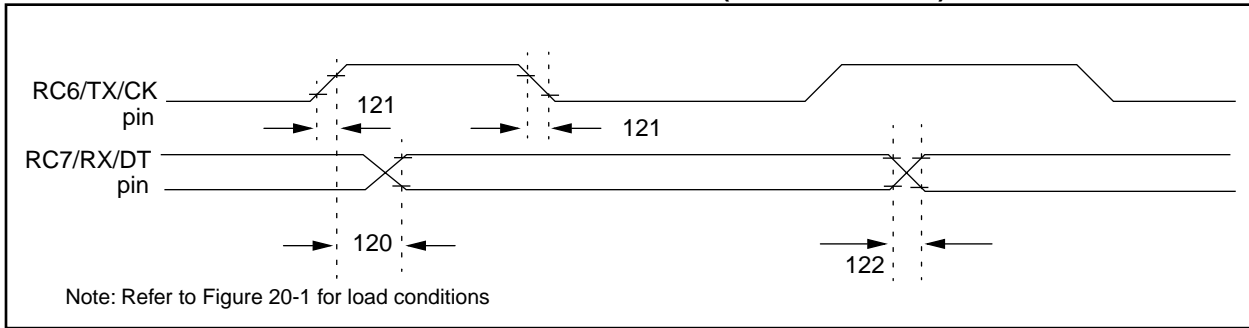 RC6/TX/CK
pin
121
121
RC7/RX/DT
pin
120
122
Note: Refer to Figure 20-1 for load conditions